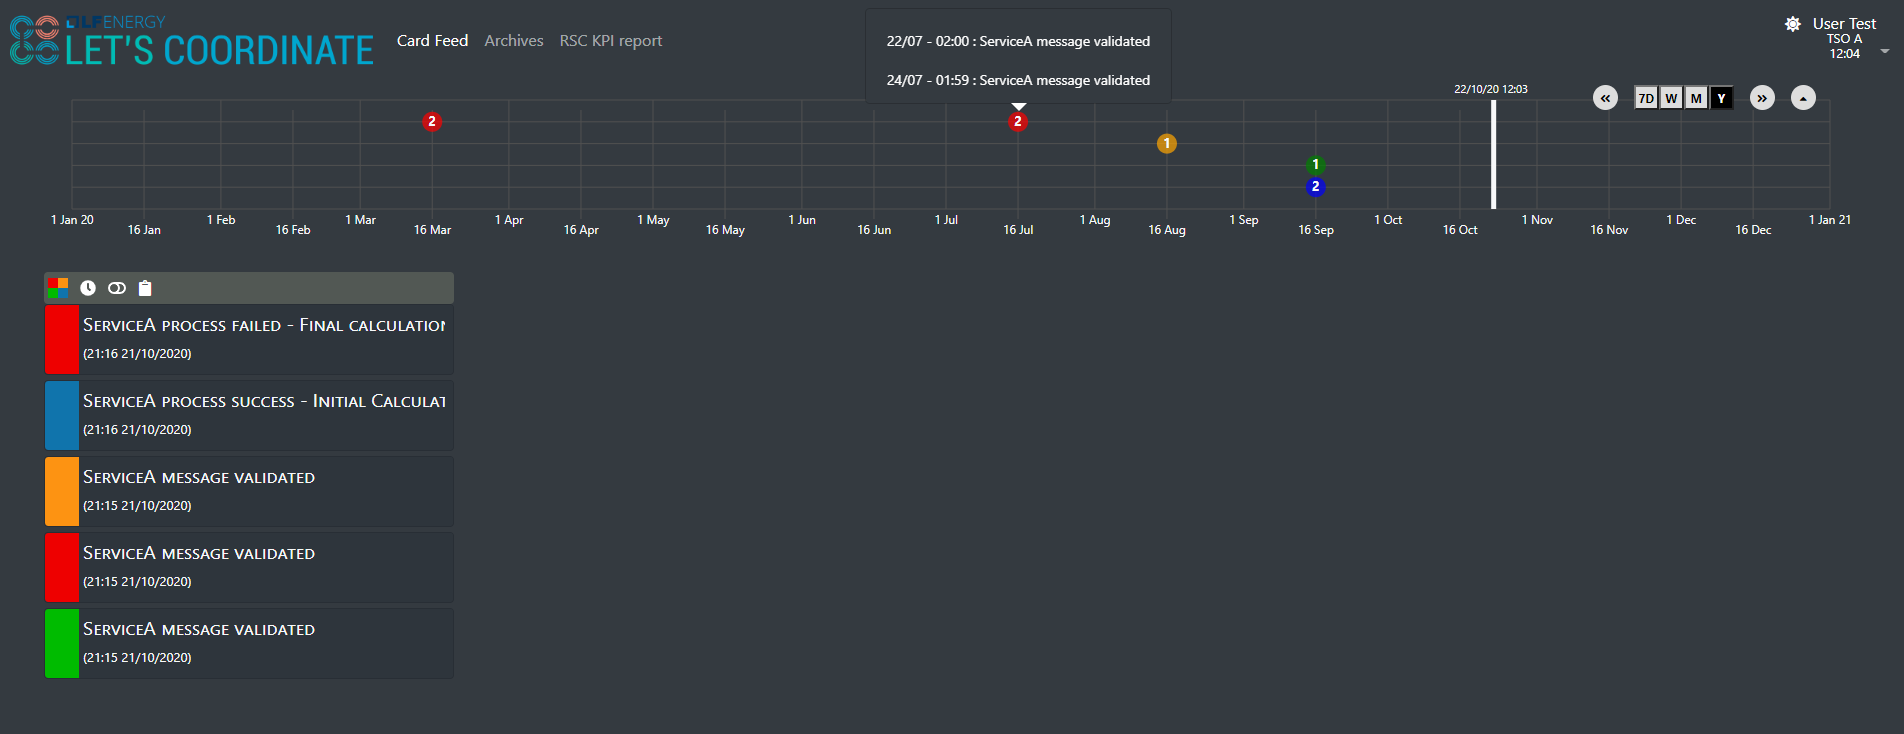 LFENERGY
LET'S COORDINATE
Card Feed Archives RSC KPI report
22/07 - 02:00 : ServiceA message validated
24/07 - 01:59 : ServiceA message validated
User Test
TSO A
12:04
22/10/20 12:03
7D W M Y
2 2
1
1
2
1 Jan 20 1 Feb 1 Mar 1 Apr 1 May 1 Jun 1 Jul 1 Aug 1 Sep 1 Oct 1 Nov 1 Dec 1 Jan 21
16 Jan 16 Feb 16 Mar 16 Apr 16 May 16 Jun 16 Jul 16 Aug 16 Sep 16 Oct 16 Nov 16 Dec
ServiceA process failed - Final calculation
(21:16 21/10/2020)
ServiceA process success - Initial Calculat
(21:16 21/10/2020)
ServiceA message validated
(21:15 21/10/2020)
ServiceA message validated
(21:15 21/10/2020)
ServiceA message validated
(21:15 21/10/2020)